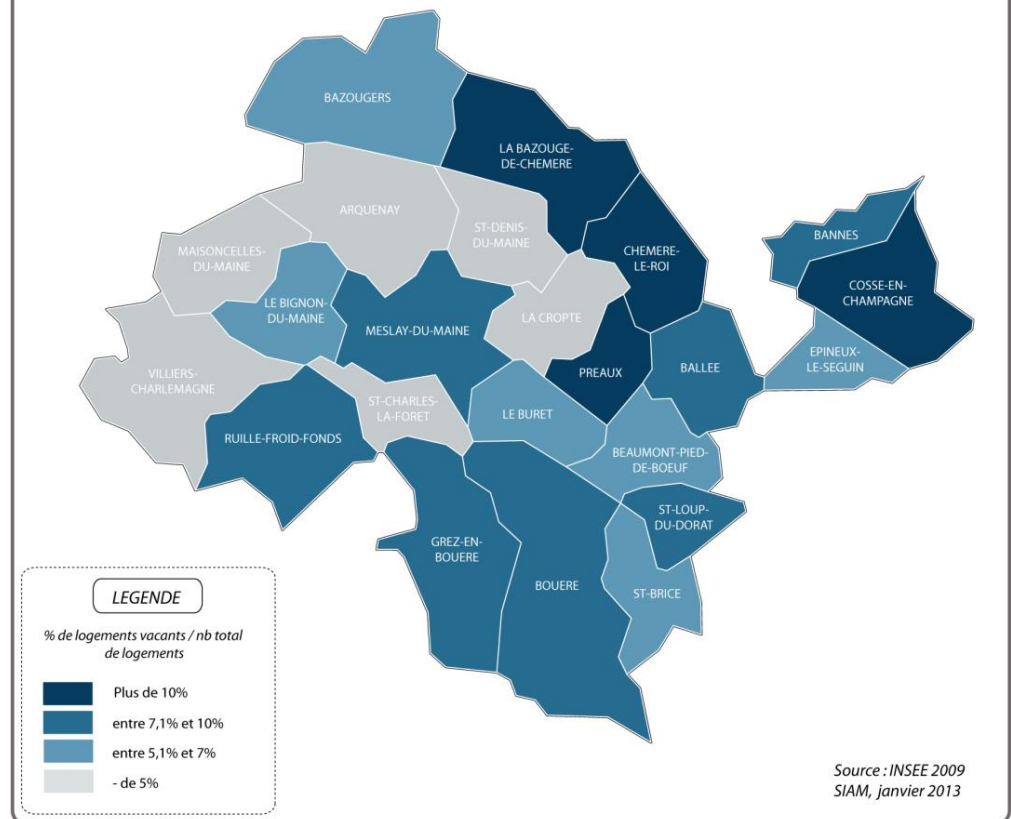 BAZOUGERS
LA BAZOUGE-
DE-CHEMERE
ARQUENAY
ST-DENIS-
DU-MAINE
BANNES
MAISONCELLES-
DU-MAINE
CHEMERE-
LE-ROI
COSSE-EN-
CHAMPAGNE
LE BIGNON-
DU-MAINE
MESLAY-DU-MAINE
LA CROPTE
EPINEUX-
LE-SEGUIN
VILLIERS-
CHARLEMAGNE
PREAUX
BALLEE
ST-CHARLES-
LA-FORET
LE BURET
RUILLE-FROID-FONDS
BEAUMONT-PIED-
DE-BOEUF
ST-LOUP-
DU-DORAT
GREZ-EN-
BOUERE
BOUERE
ST-BRICE
LEGENDE
% de logements vacants / nb total
de logements
Plus de 10%
entre 7,1% et 10%
entre 5,1% et 7%
- de 5%
Source : INSEE 2009
SIAM, janvier 2013